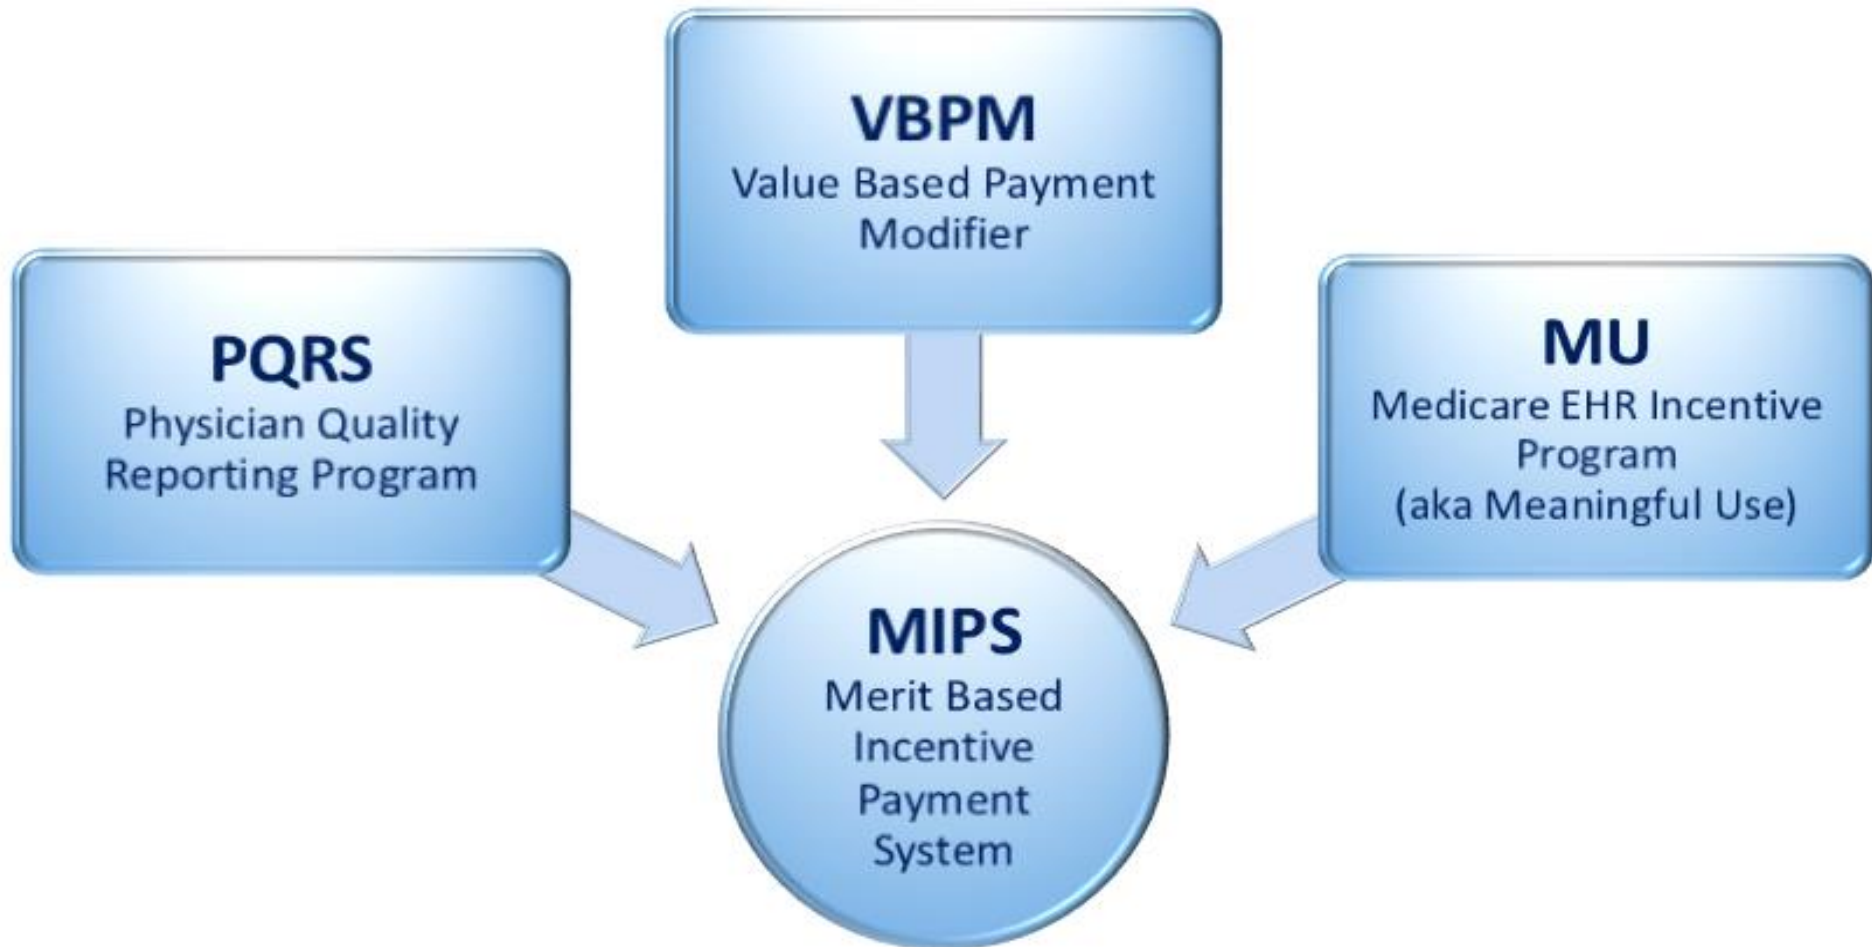 VBPM
Value Based Payment
Modifier
PQRS
Physician Quality
Reporting Program
MU
Medicare EHR Incentive
Program
(aka Meaningful Use)
MIPS
Merit Based
Incentive
Payment
System